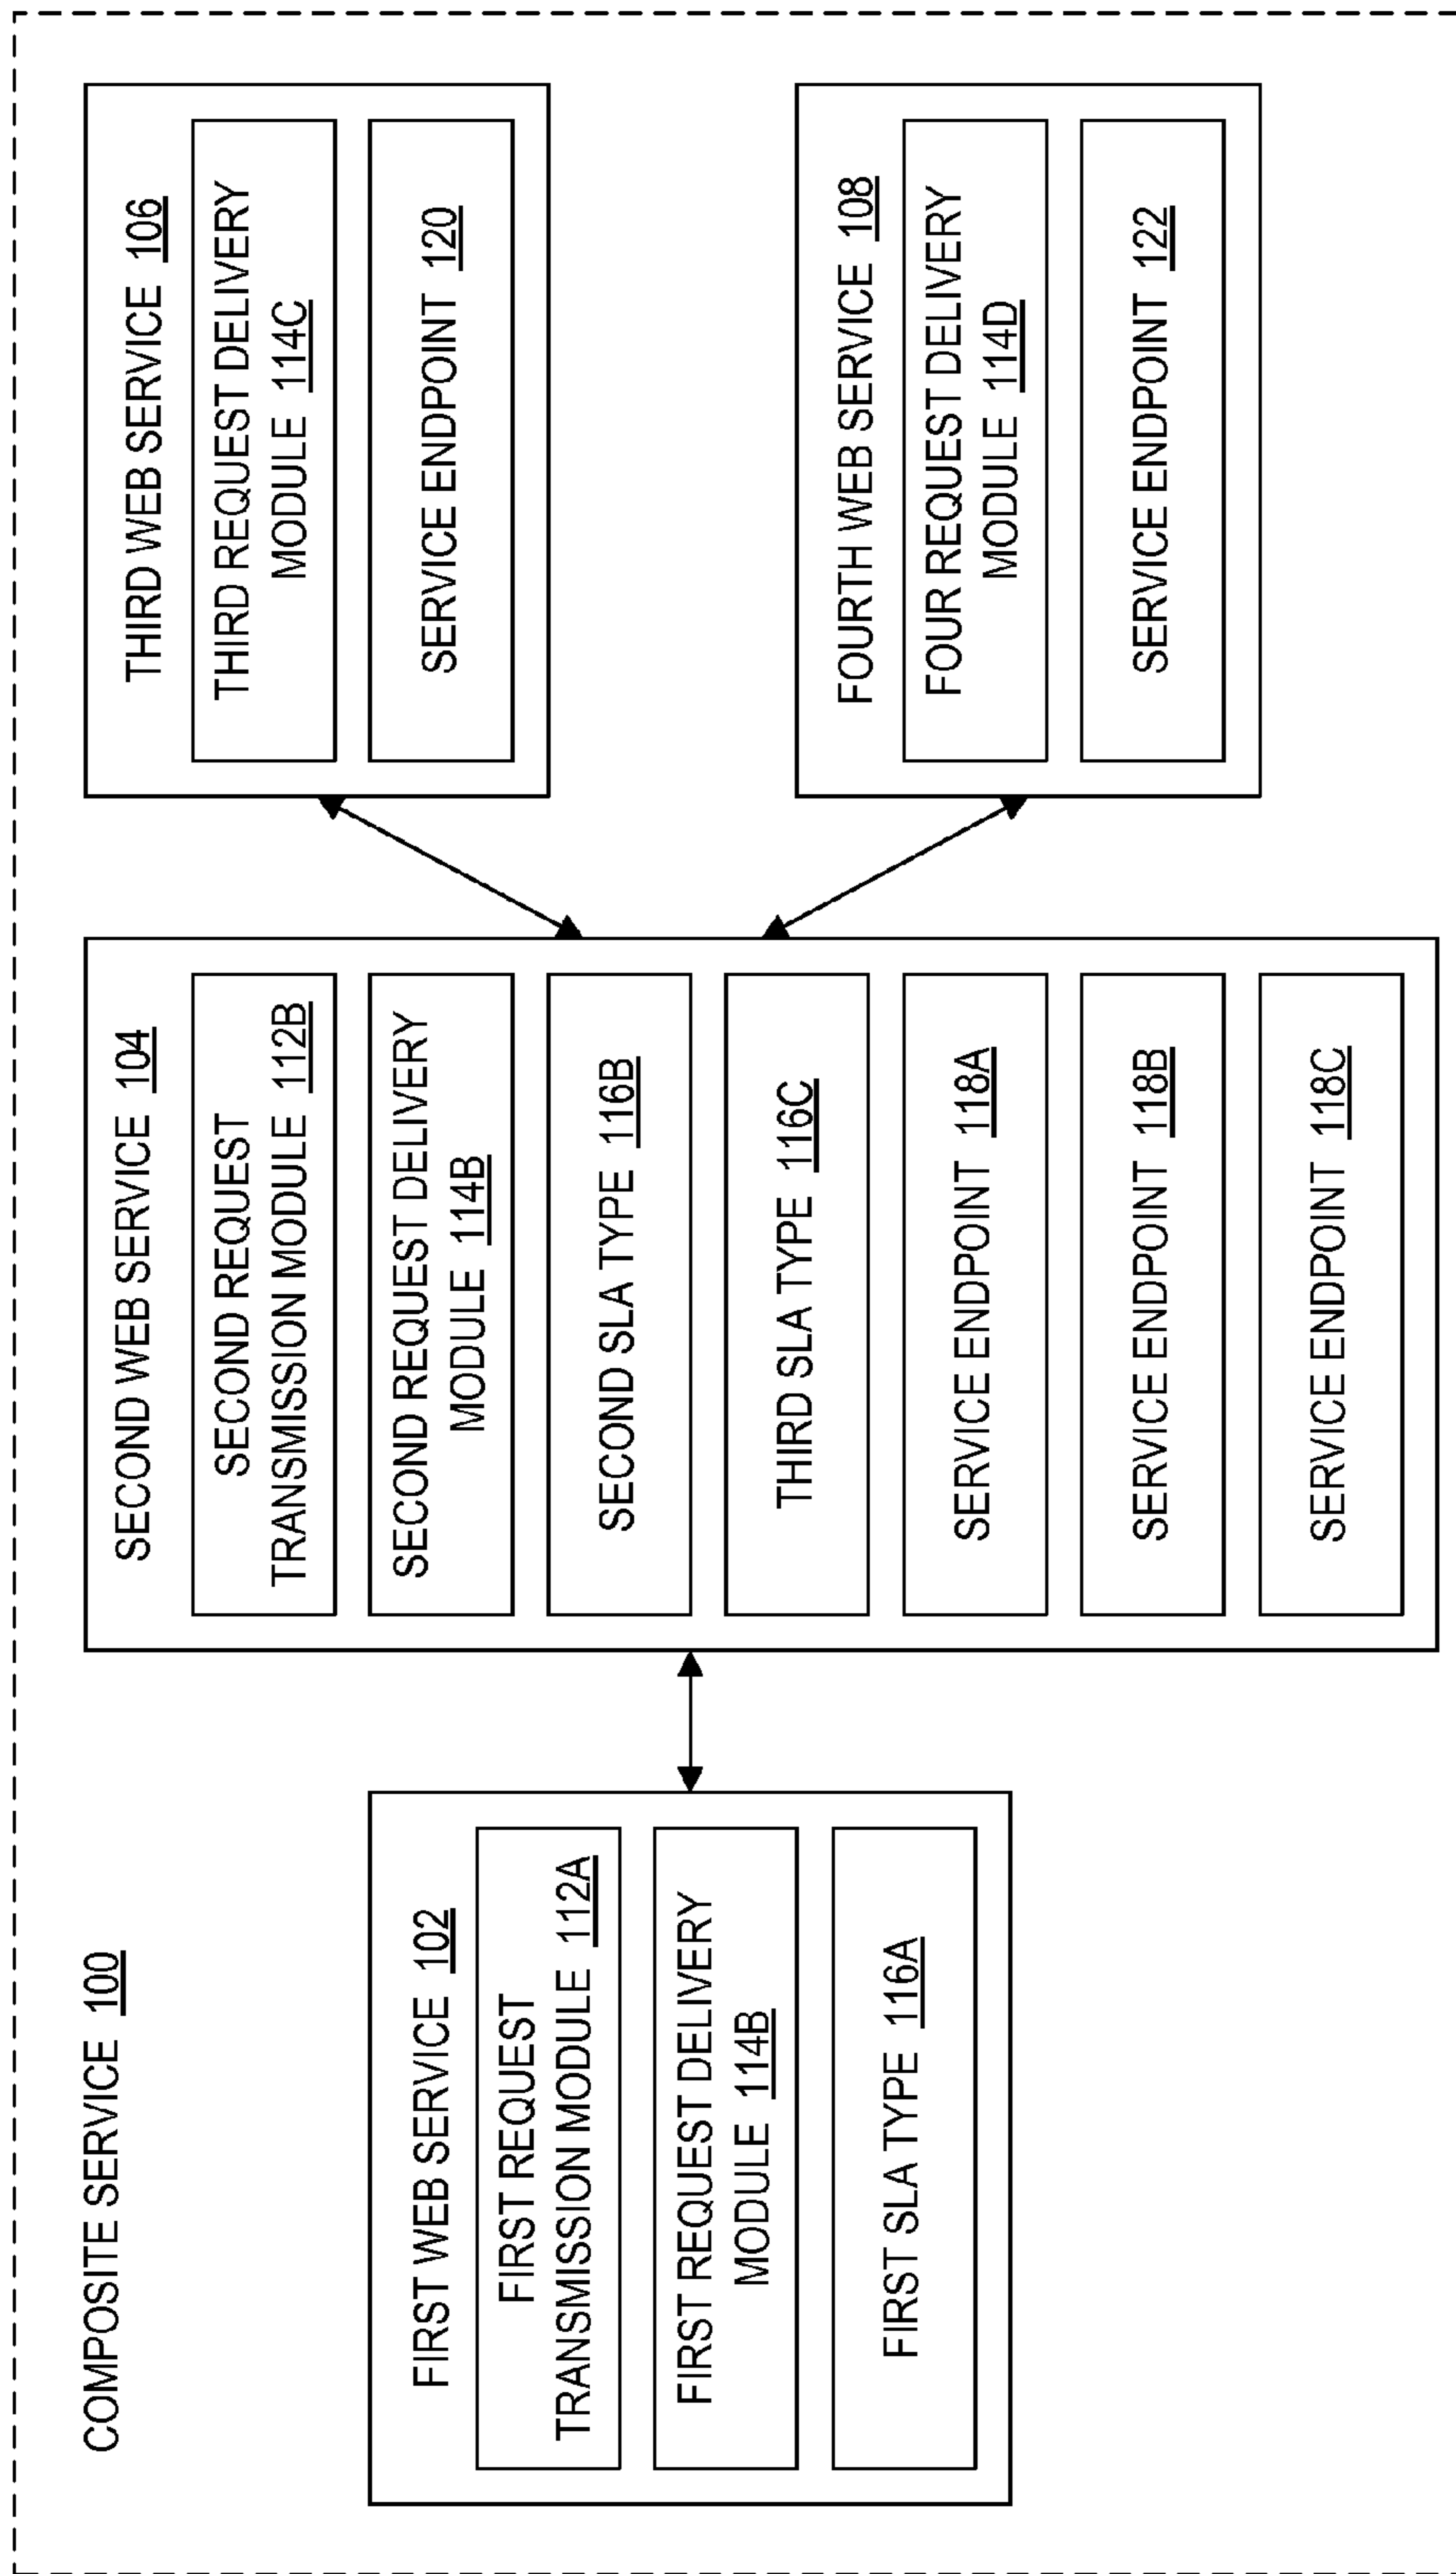 COMPOSITE SERVICE 100
FIRST WEB SERVICE 102
FIRST REQUEST
TRANSMISSION MODULE 112A
FIRST REQUEST DELIVERY
MODULE 114B
FIRST SLA TYPE 116A
SECOND WEB SERVICE 104
SECOND REQUEST
TRANSMISSION MODULE 112B
SECOND REQUEST DELIVERY
MODULE 114B
SECOND SLA TYPE 116B
THIRD SLA TYPE 116C
SERVICE ENDPOINT 118A
SERVICE ENDPOINT 118B
SERVICE ENDPOINT 118C
THIRD WEB SERVICE 106
THIRD REQUEST DELIVERY
MODULE 114C
SERVICE ENDPOINT 120
FOURTH WEB SERVICE 108
FOUR REQUEST DELIVERY
MODULE 114D
SERVICE ENDPOINT 122